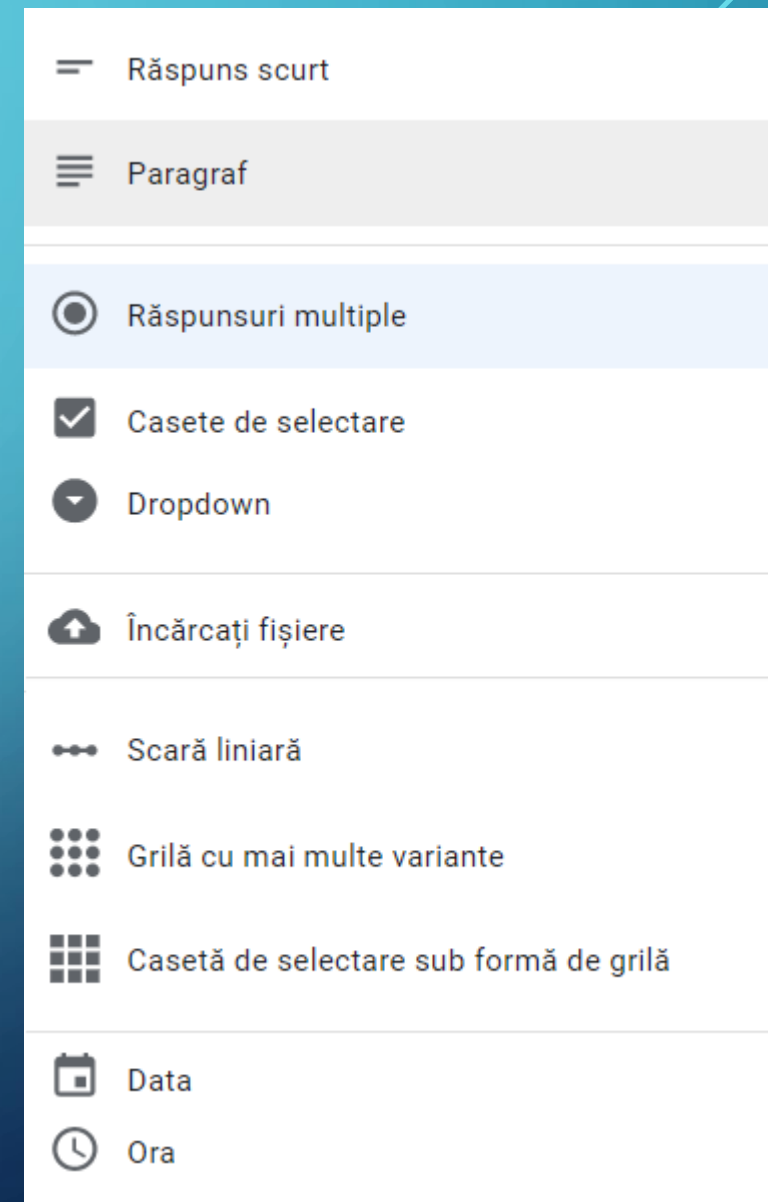 Răspuns scurt
Paragraf
Răspunsuri multiple
Casete de selectare
Dropdown
Încărcați fișiere
Scară liniară
Grilă cu mai multe variante
Casetă de selectare sub formă de grilă
Data
Ora